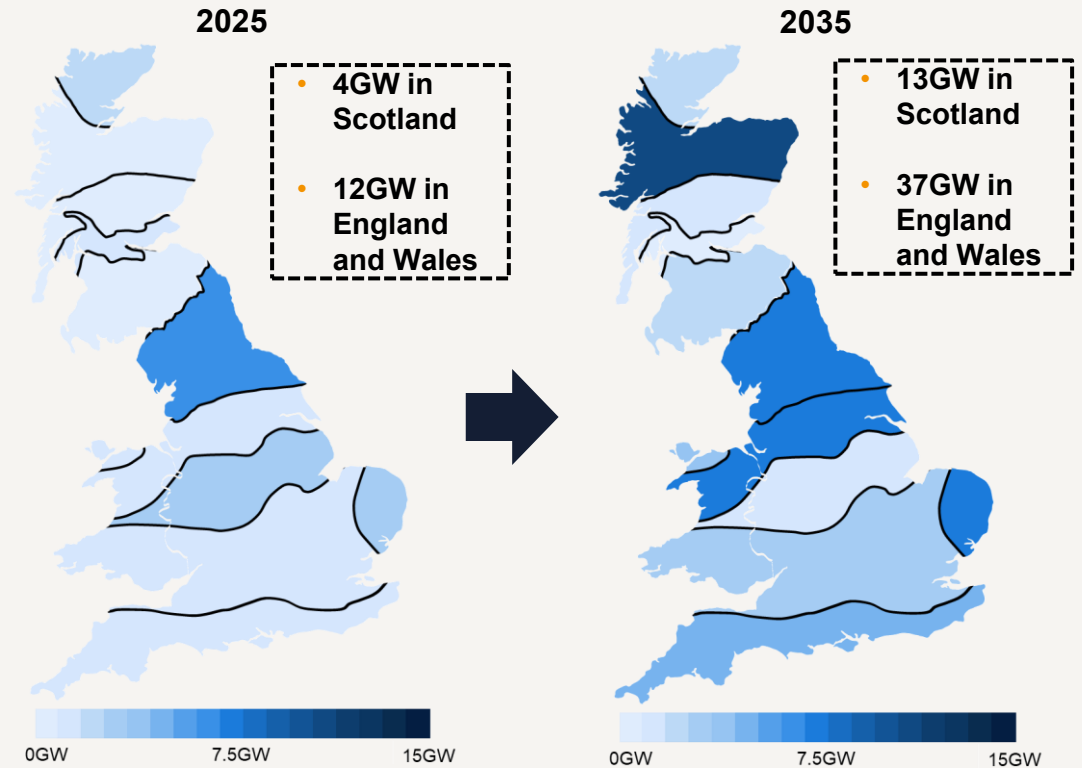 2025
• 4GW in
Scotland
• 12GW in
England
and Wales
0GW
7.5GW
15GW
2035
• 13GW in
Scotland
• 37GW in
England
and Wales
0GW
7.5GW
15GW